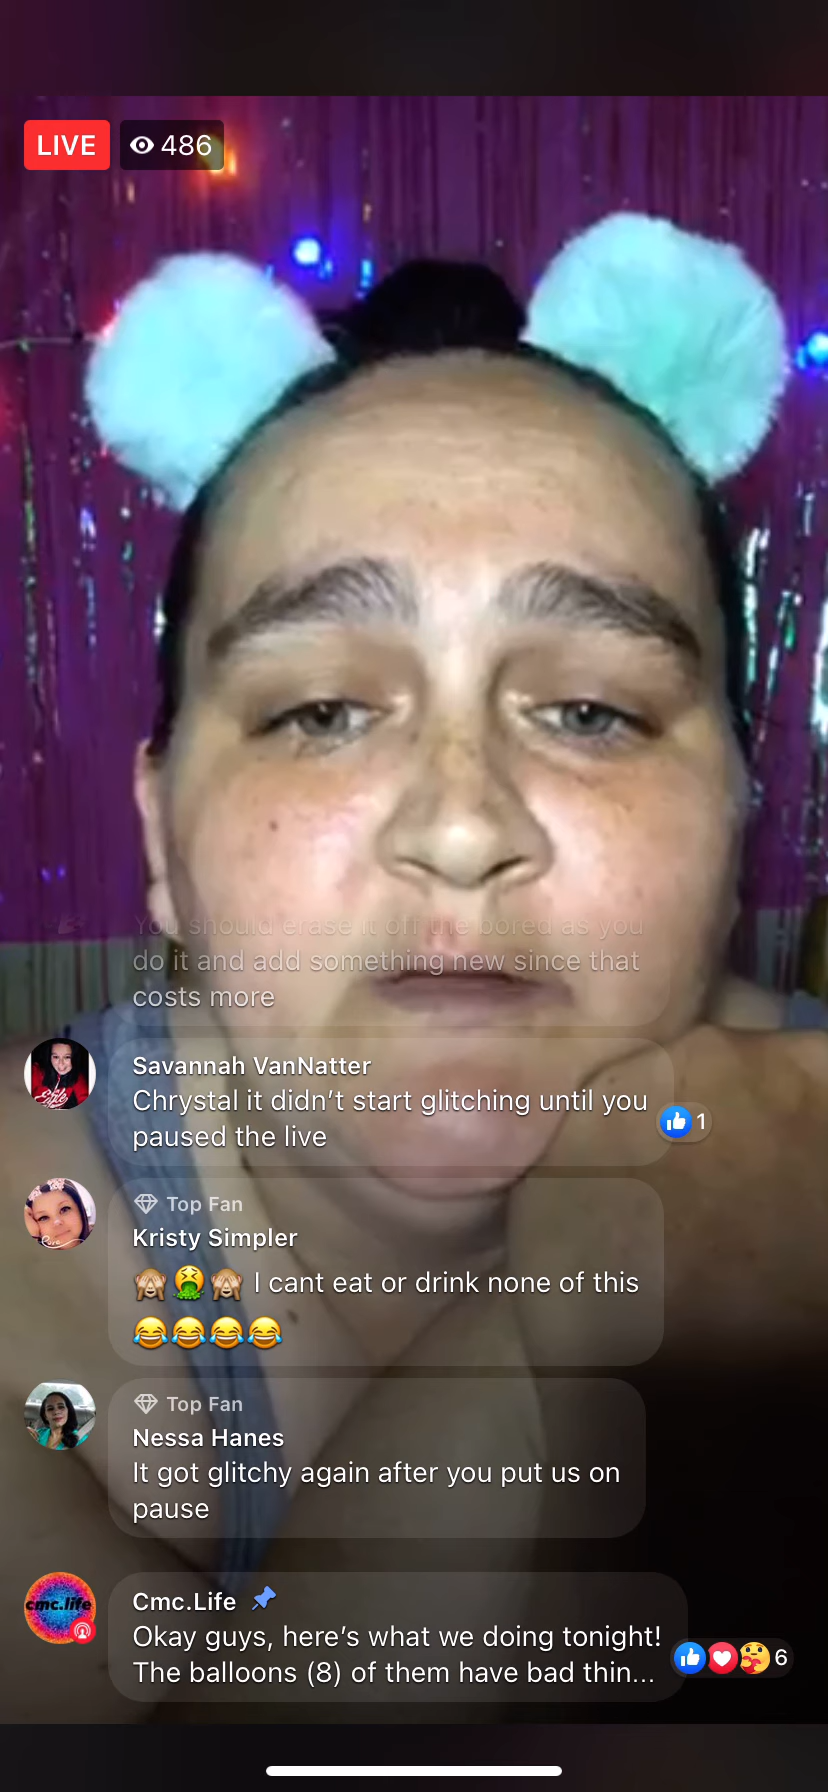 LIVE 486
You should erase it off the bored as you
do it and add something new since that
costs more
Savannah VanNatter
Chrystal it didn’t start glitching until you
paused the live
1
Top Fan
Kristy Simpler
🙈🤮🙈 I cant eat or drink none of this
😂😂😂😂
Top Fan
Nessa Hanes
It got glitchy again after you put us on
pause
cmc.life
Cmc.Life
Okay guys, here’s what we doing tonight!
The balloons (8) of them have bad thin...
6